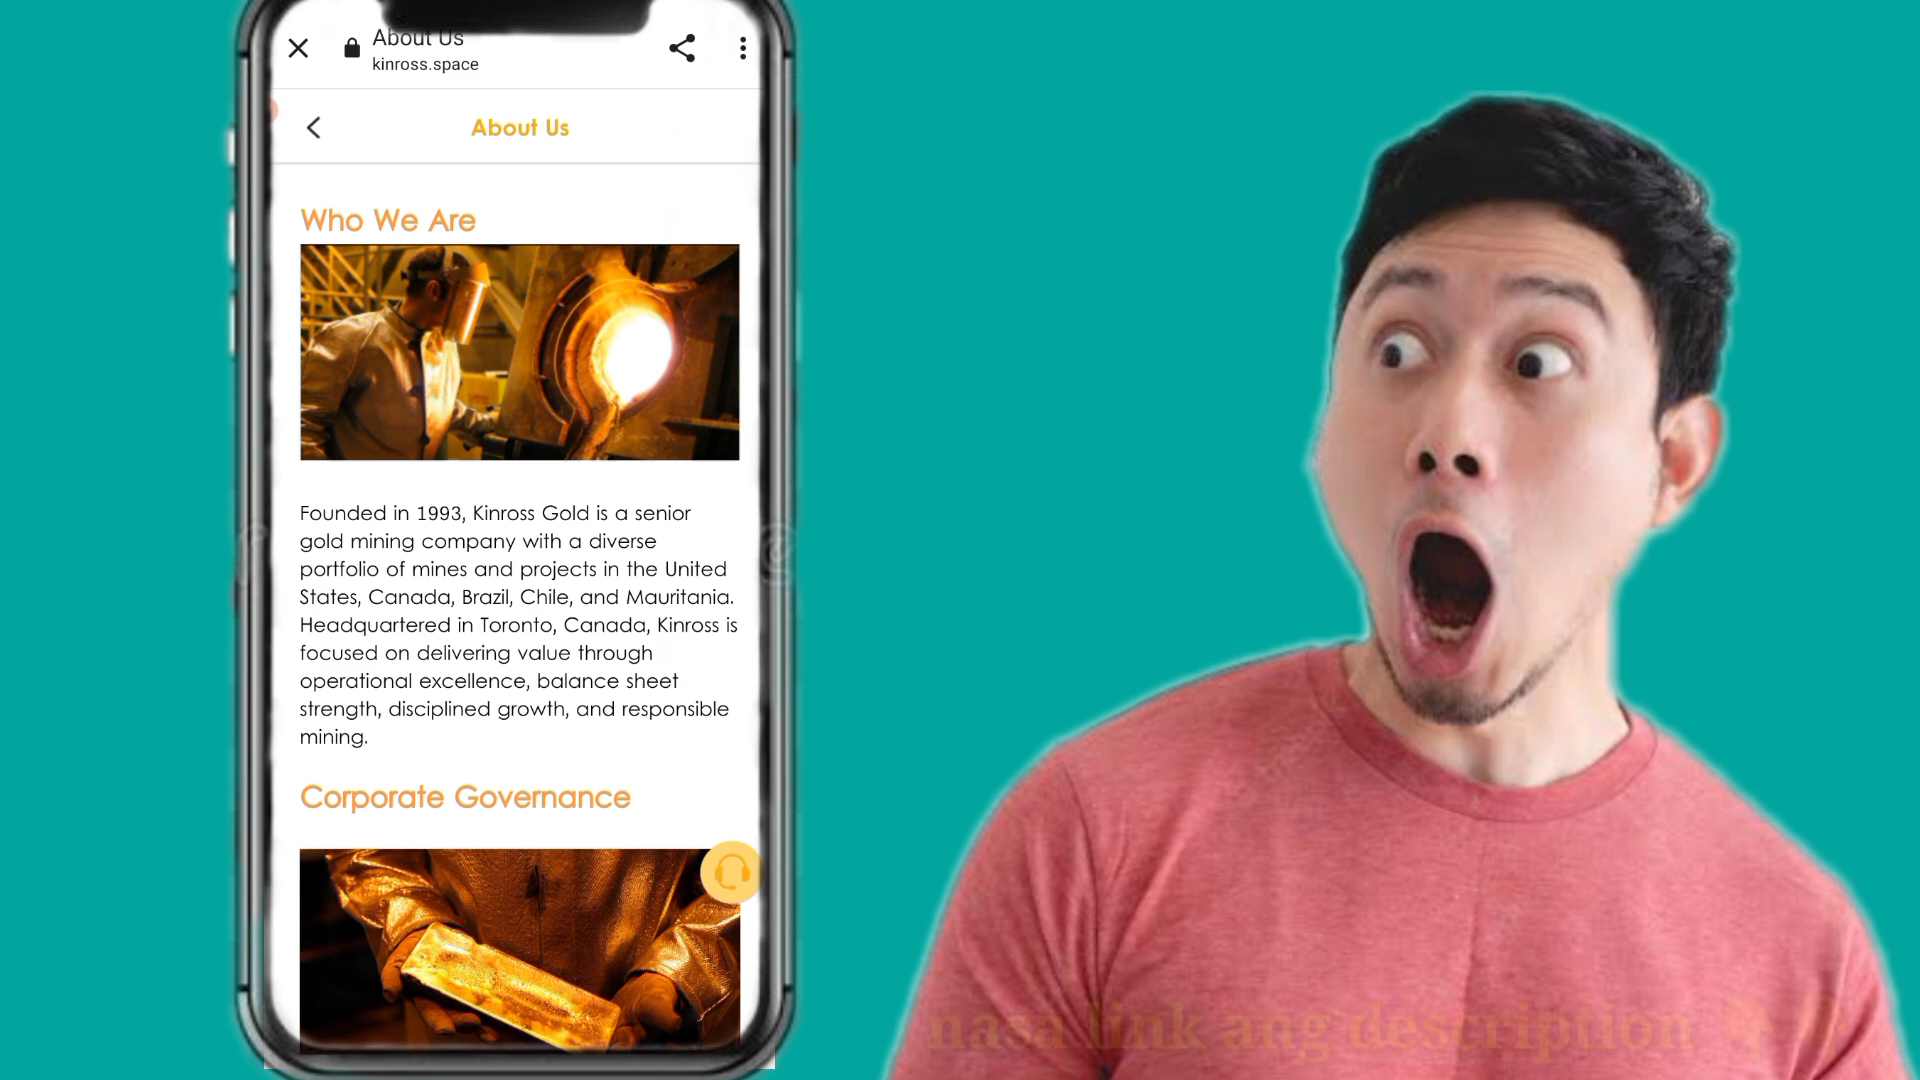 About Us
kinross.space
About Us
Who We Are
Founded in 1993, Kinross Gold is a senior
gold mining company with a diverse
portfolio of mines and projects in the United
States, Canada, Brazil, Chile, and Mauritania.
Headquartered in Toronto, Canada, Kinross is
focused on delivering value through
operational excellence, balance sheet
strength, disciplined growth, and responsible
mining.
Corporate Governance
nasa link ang description